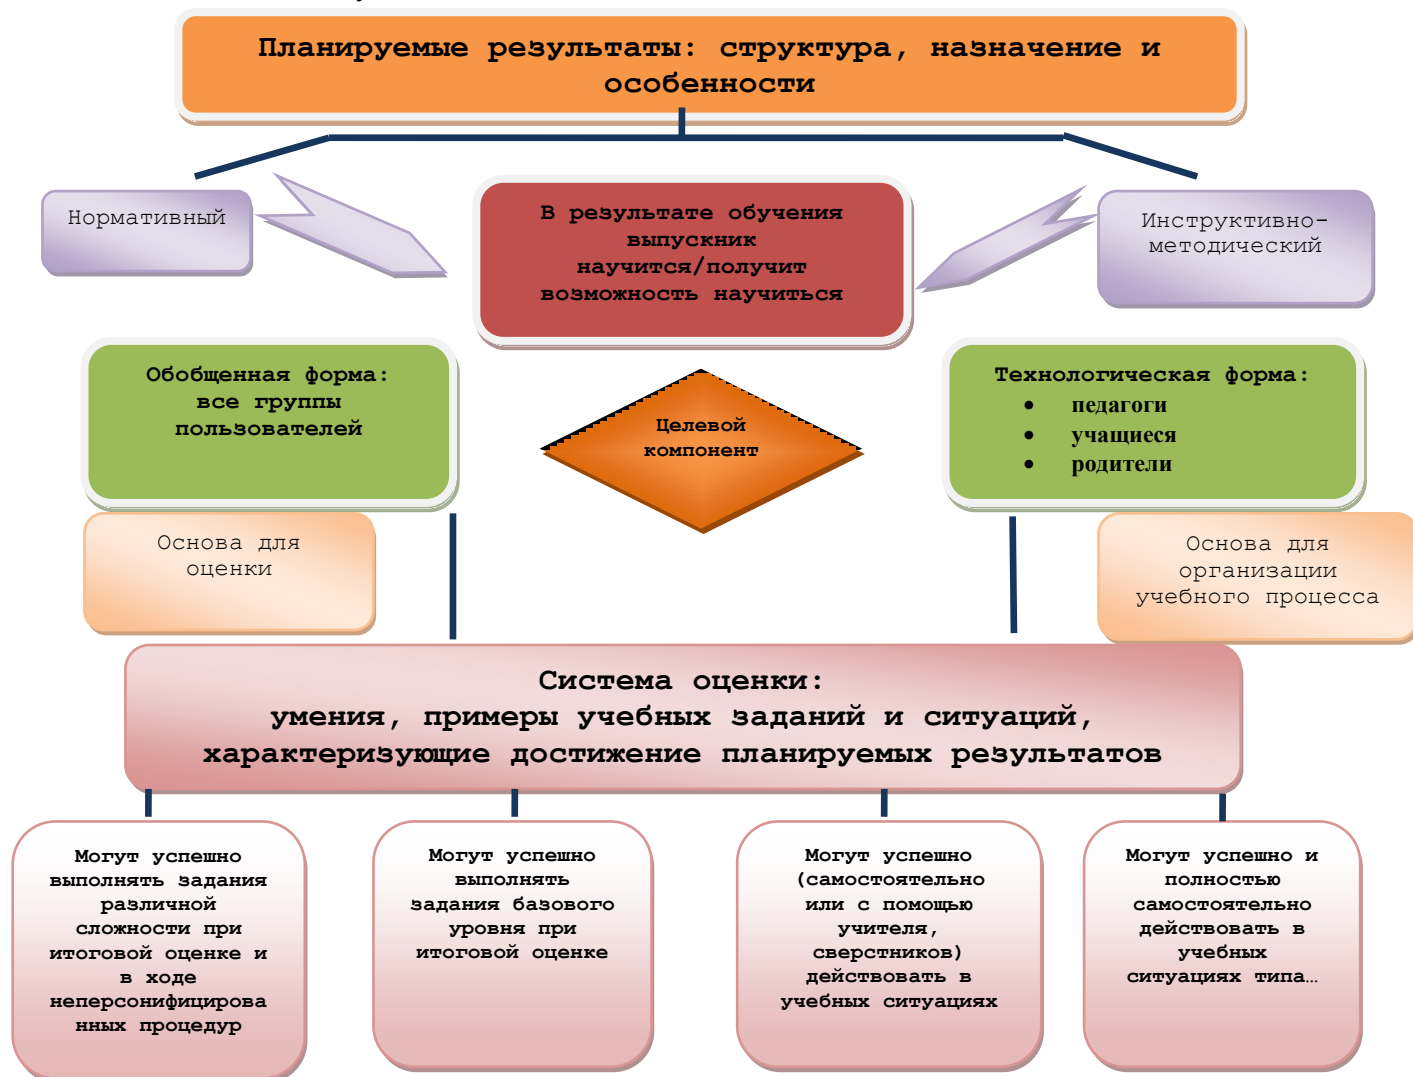 Планируемые результаты: структура, назначение и
особенности
Нормативный
В результате обучения
выпускник
научится/получит
возможность научиться
Инструктивно-
методический
Обобщенная форма:
все группы
пользователей
Целевой
компонент
Технологическая форма:
• педагоги
• учащиеся
• родители
Основа для
оценки
Основа для
организации
учебного процесса
Система оценки:
умения, примеры учебных заданий и ситуаций,
характеризующие достижение планируемых результатов
Могут успешно
выполнять задания
различной
сложности при
итоговой оценке и
в ходе
неперсонифицирова
нных процедур
Могут успешно
выполнять
задания базового
уровня при
итоговой оценке
Могут успешно
(самостоятельно
или с помощью
учителя,
сверстников)
действовать в
учебных ситуациях
Могут успешно и
полностью
самостоятельно
действовать в
учебных
ситуациях типа…